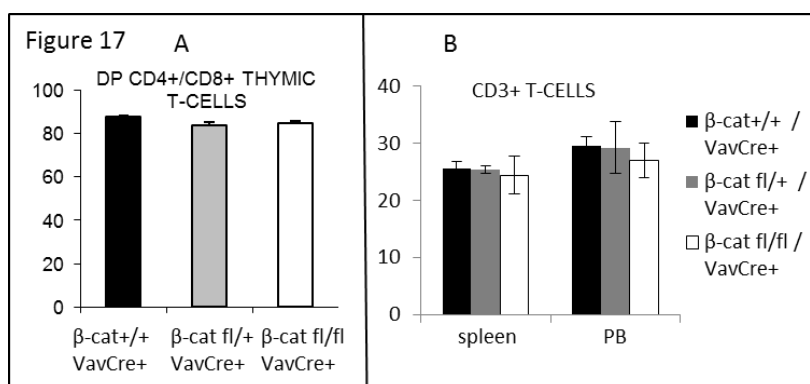 Figure 17
A
DP CD4+/CD8+ THYMIC
T-CELLS
100
80
60
40
20
0
β-cat+/+ β-cat fl/+ β-cat fl/fl
VavCre+ VavCre+ VavCre+
B
CD3+ T-CELLS
40
30
20
10
0
spleen PB
β-cat+/+ /
VavCre+
β-cat fl/+ /
VavCre+
β-cat fl/fl /
VavCre+